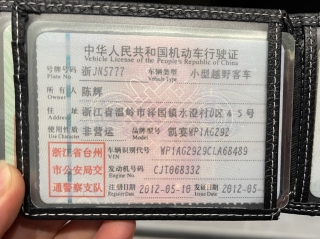 中华人民共和国机动车行驶证
Vehicle License of the People's Republic of China
号牌号码 浙JN5777 车辆类型 小型越野客车
Plate No. Vehicle Type
所有人 陈辉
Owner
住址 浙江省温岭市泽国镇水澄村D区45号
Address
使用性质 非营运 品牌型号 凯宴WP1AG292
Use Character Model
浙江省台州 车辆识别代号 WP1AG2929CLA68489
VIN
市公安局交 发动机号码 CJT068332
Engine No.
通警察支队 注册日期 2012-05-10 发证日期 2012-05-
Register Date Issue Date